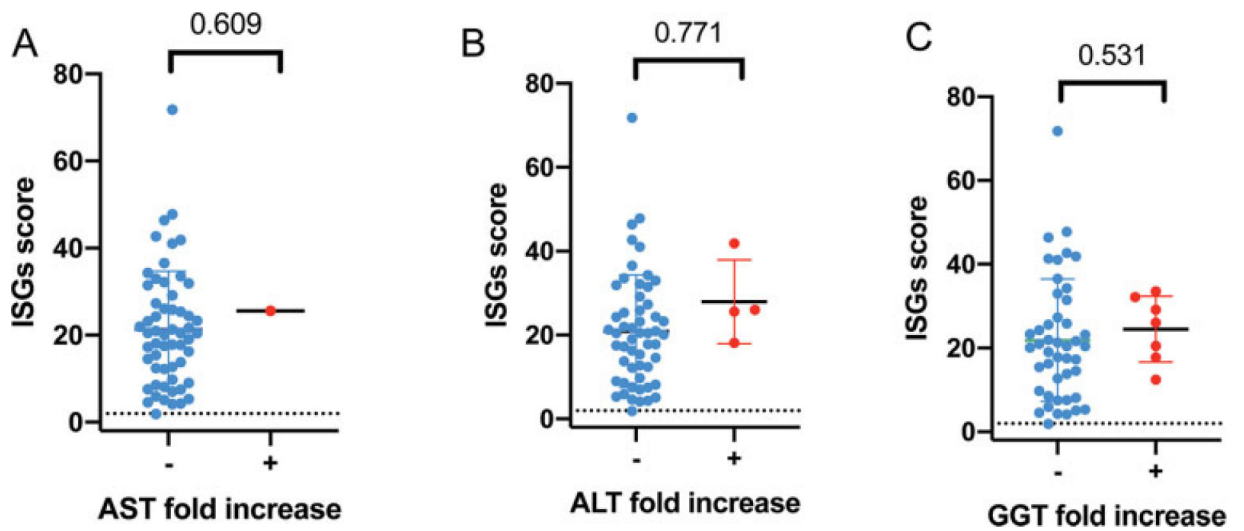 A
0.609
80
60
40
20
0
ISGs score
-
+
AST fold increase
B
0.771
80
60
40
20
0
ISGs score
-
+
ALT fold increase
C
0.531
80
60
40
20
0
ISGs score
-
+
GGT fold increase